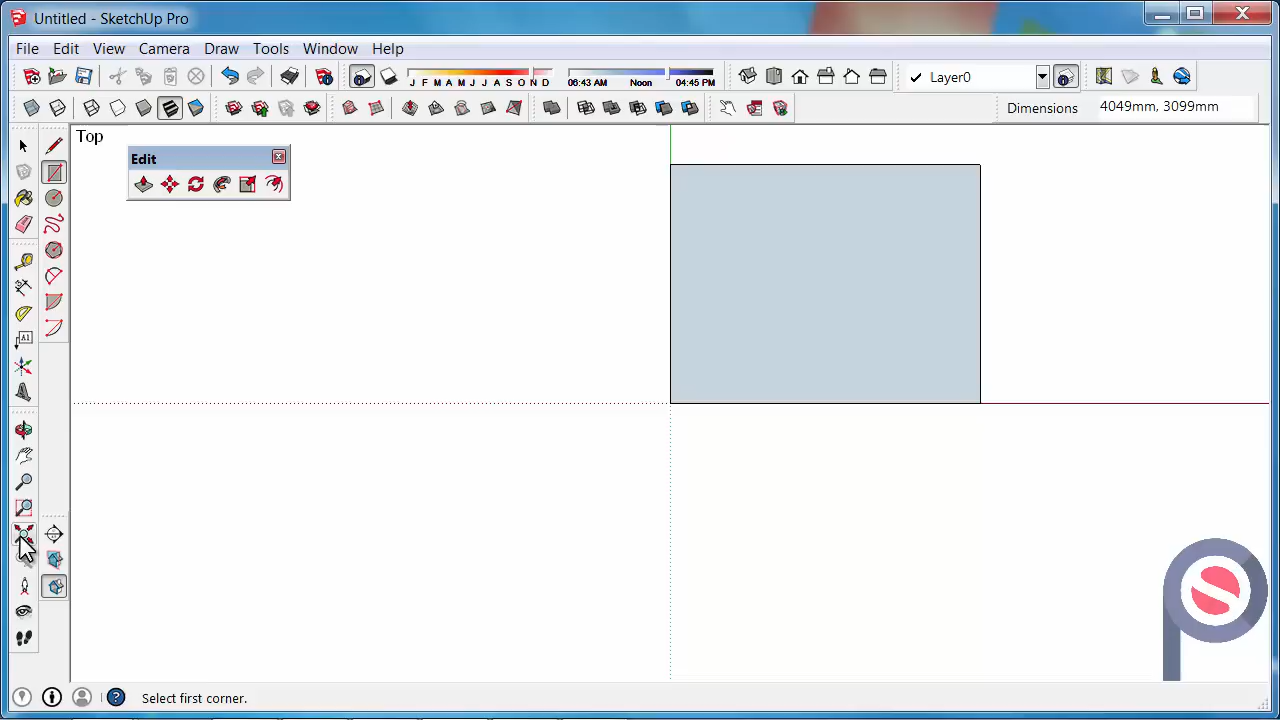 Untitled - SketchUp Pro
File Edit View Camera Draw Tools Window Help
J F M A M J J A S O N D 06:43 AM Noon 04:45 PM Layer0
Dimensions 4049mm, 3099mm
Top
Edit
A1
Select first corner.